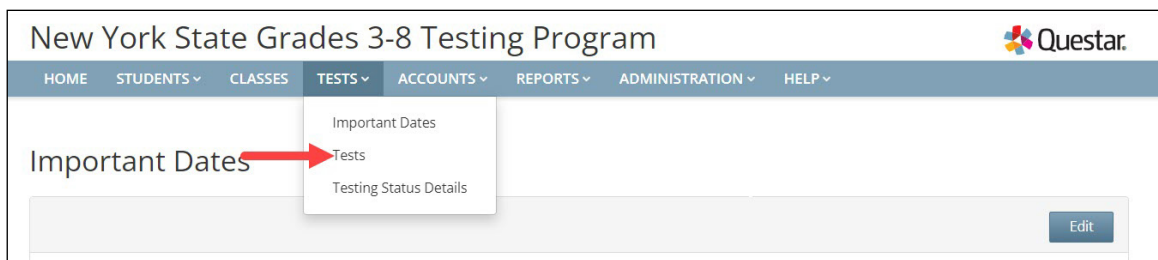 New York State Grades 3-8 Testing Program
Questar.
HOME STUDENTS CLASSES TESTS ACCOUNTS REPORTS ADMINISTRATION HELP
Important Dates
Tests
Testing Status Details
Important Dates
Edit